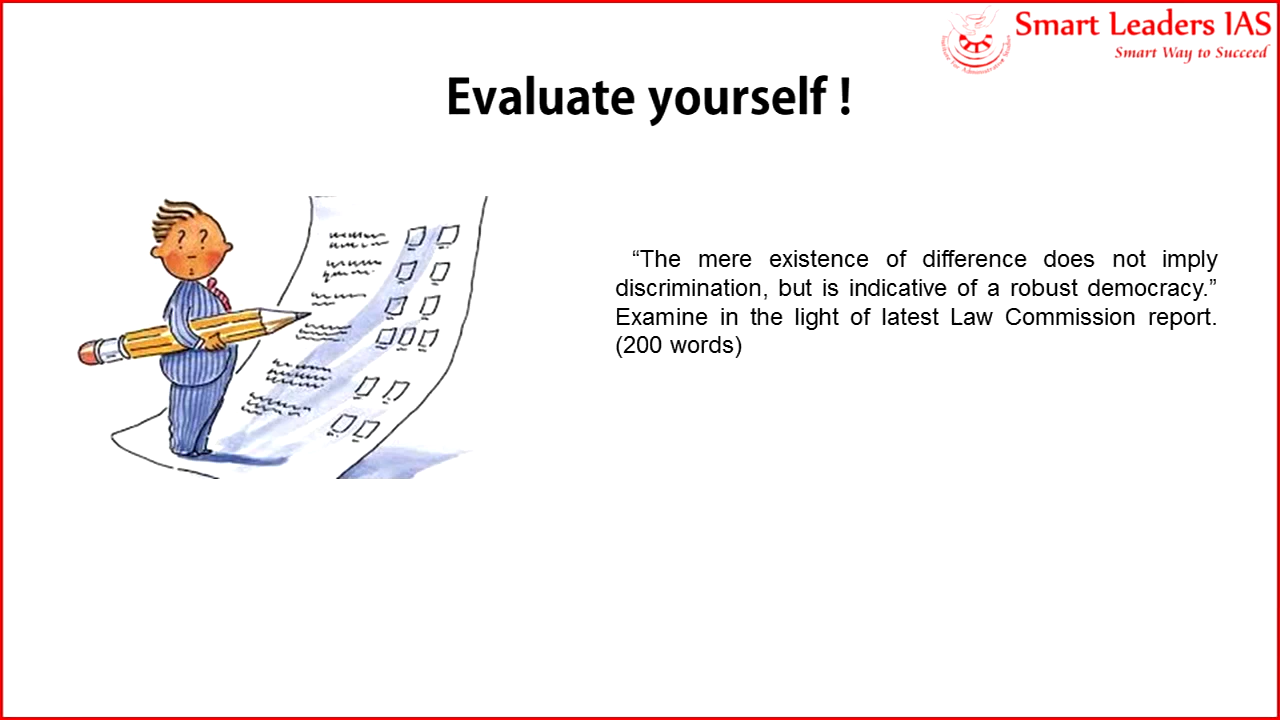 Smart Leaders IAS
Smart Way to Succeed
Evaluate yourself !
“The mere existence of difference does not imply
discrimination, but is indicative of a robust democracy.”
Examine in the light of latest Law Commission report.
(200 words)